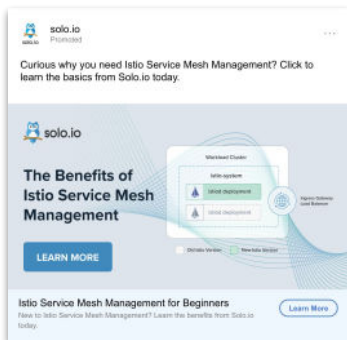 solo.io
Promoted
Curious why you need Istio Service Mesh Management? Click to
learn the basics from Solo.io today.
solo.io
The Benefits of
Istio Service Mesh
Management
LEARN MORE
Workload Cluster
istio-system
istiod deployment
istiod deployment
Ingress Gateway
Load Balancer
Old Istio Version
New Istio Version
Istio Service Mesh Management for Beginners
New to Istio Service Mesh Management? Learn the benefits from Solo.io
today.
Learn More